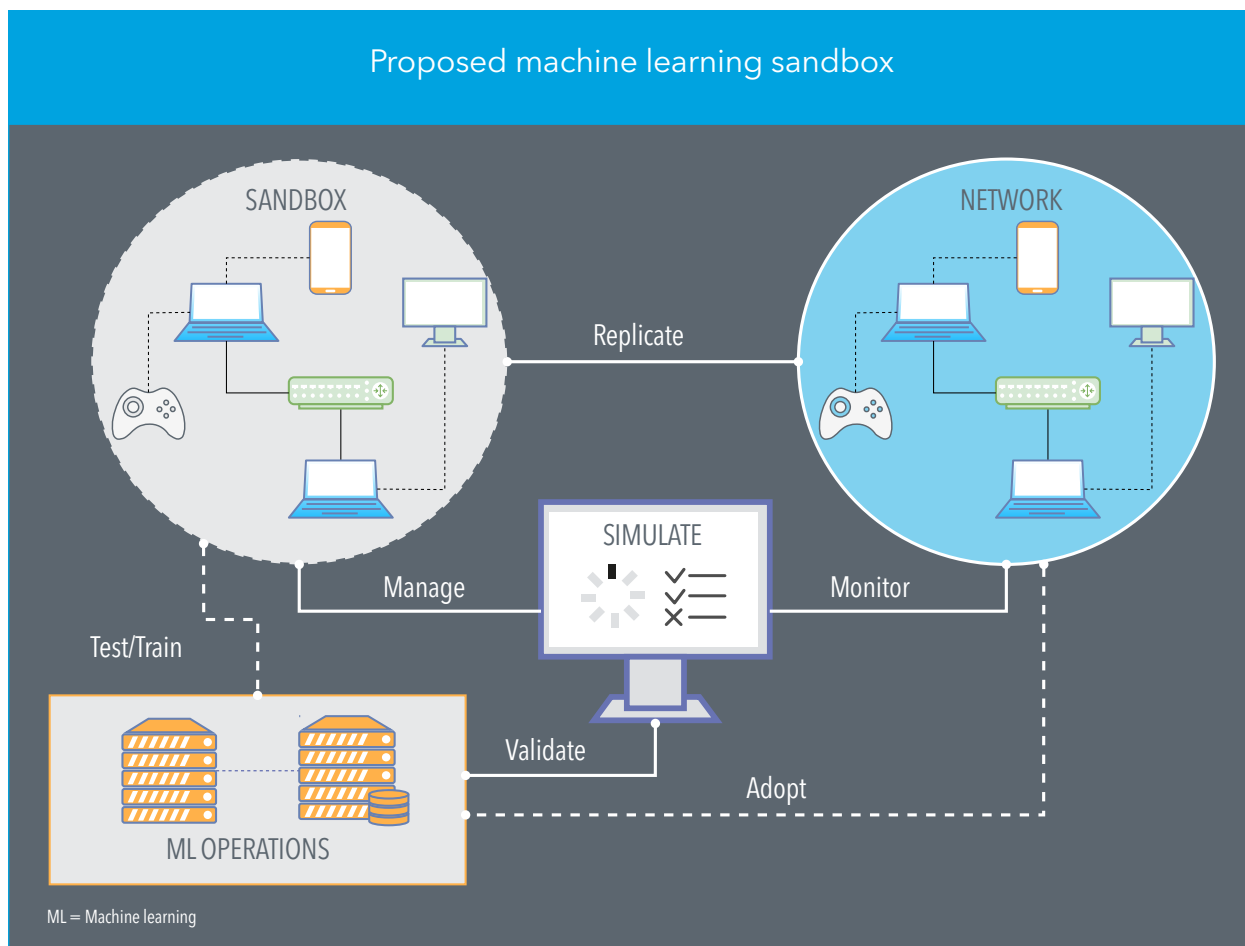 Proposed machine learning sandbox
SANDBOX
NETWORK
Replicate
SIMULATE
Manage
Monitor
Test/Train
Validate
Adopt
ML OPERATIONS
ML = Machine learning